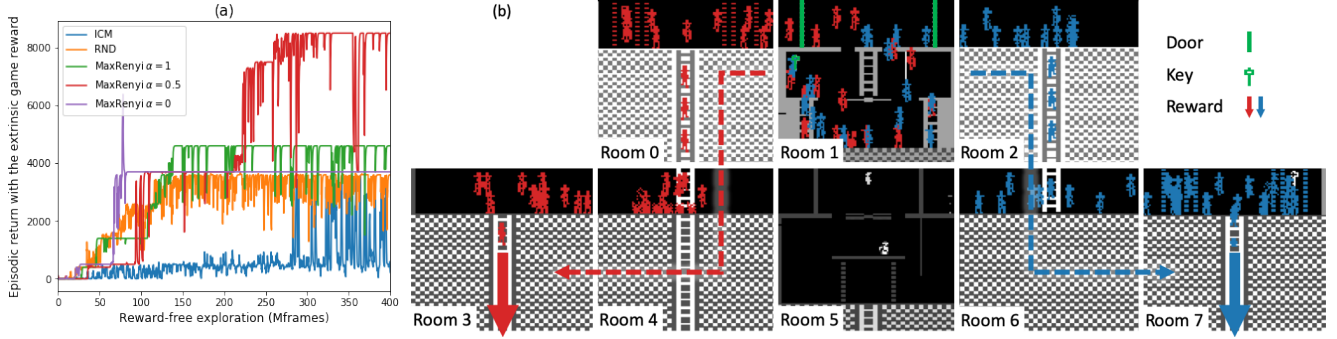 (a)
Episodic return with the extrinsic game reward
8000
6000
4000
2000
0
ICM
RND
MaxRenyi α = 1
MaxRenyi α = 0.5
MaxRenyi α = 0
0 50 100 150 200 250 300 350 400
Reward-free exploration (Mframes)
(b)
Room 0
Room 1
Room 2
Door
Key
Reward
Room 3
Room 4
Room 5
Room 6
Room 7